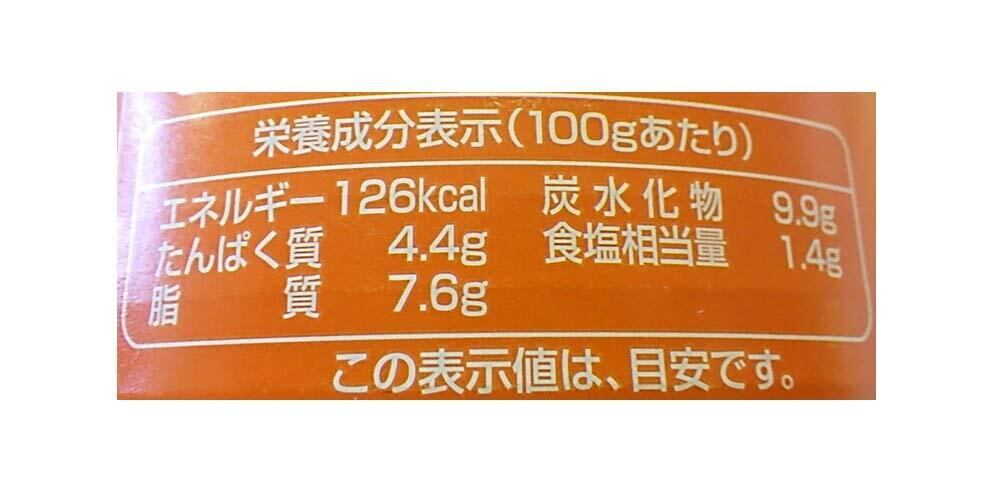 栄養成分表示(100gあたり)
エネルギー 126kcal 炭水化物 9.9g
たんぱく質 4.4g 食塩相当量 1.4g
脂質 7.6g
この表示値は、目安です。